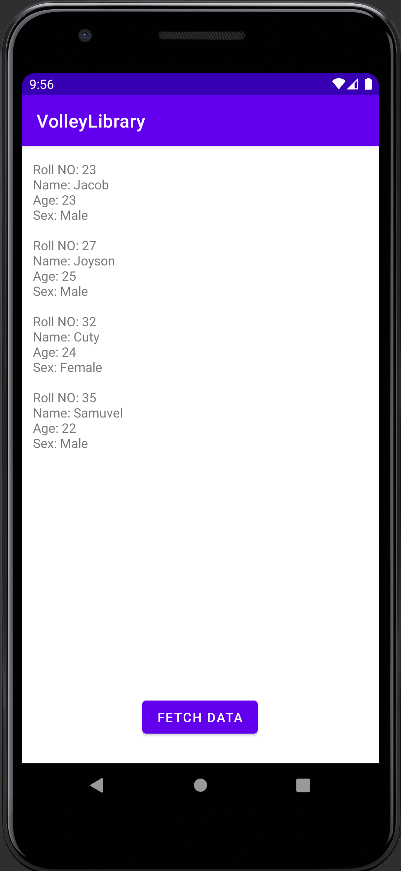 9:56
VolleyLibrary
Roll NO: 23
Name: Jacob
Age: 23
Sex: Male
Roll NO: 27
Name: Joyson
Age: 25
Sex: Male
Roll NO: 32
Name: Cuty
Age: 24
Sex: Female
Roll NO: 35
Name: Samuvel
Age: 22
Sex: Male
FETCH DATA